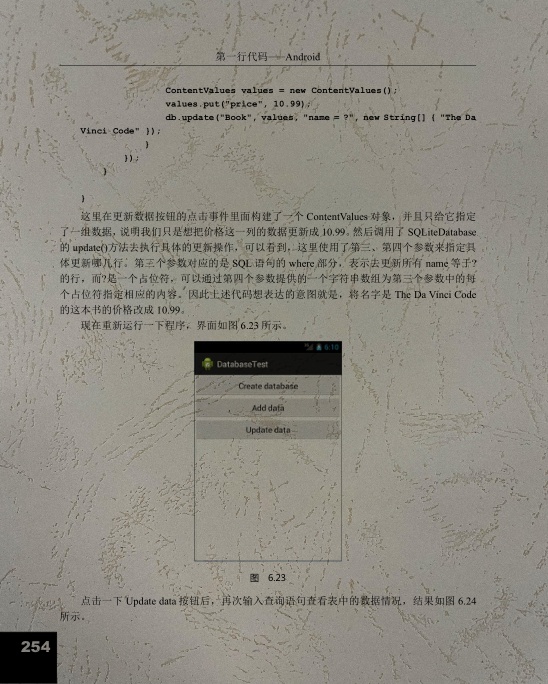 第一行代码——Android
ContentValues values = new ContentValues();
values.put("price", 10.99);
db.update("Book", values, "name = ?", new String[] { "The Da
Vinci Code" });
}
});
}
}
这里在更新数据按钮的点击事件里面构建了一个 ContentValues 对象，并且只给它指定
了一组数据，说明我们只是想把价格这一列的数据更新成 10.99。然后调用了 SQLiteDatabase
的 update()方法去执行具体的更新操作，可以看到，这里使用了第三、第四个参数来指定具
体更新哪几行。第三个参数对应的是 SQL 语句的 where 部分，表示去更新所有 name 等于?
的行，而?是一个占位符，可以通过第四个参数提供的一个字符串数组为第三个参数中的每
个占位符指定相应的内容。因此上述代码想表达的意图就是，将名字是 The Da Vinci Code
的这本书的价格改成 10.99。
现在重新运行一下程序，界面如图 6.23 所示。
6:10
DatabaseTest
Create database
Add data
Update data
图 6.23
点击一下 Update data 按钮后，再次输入查询语句查看表中的数据情况，结果如图 6.24
所示。
254